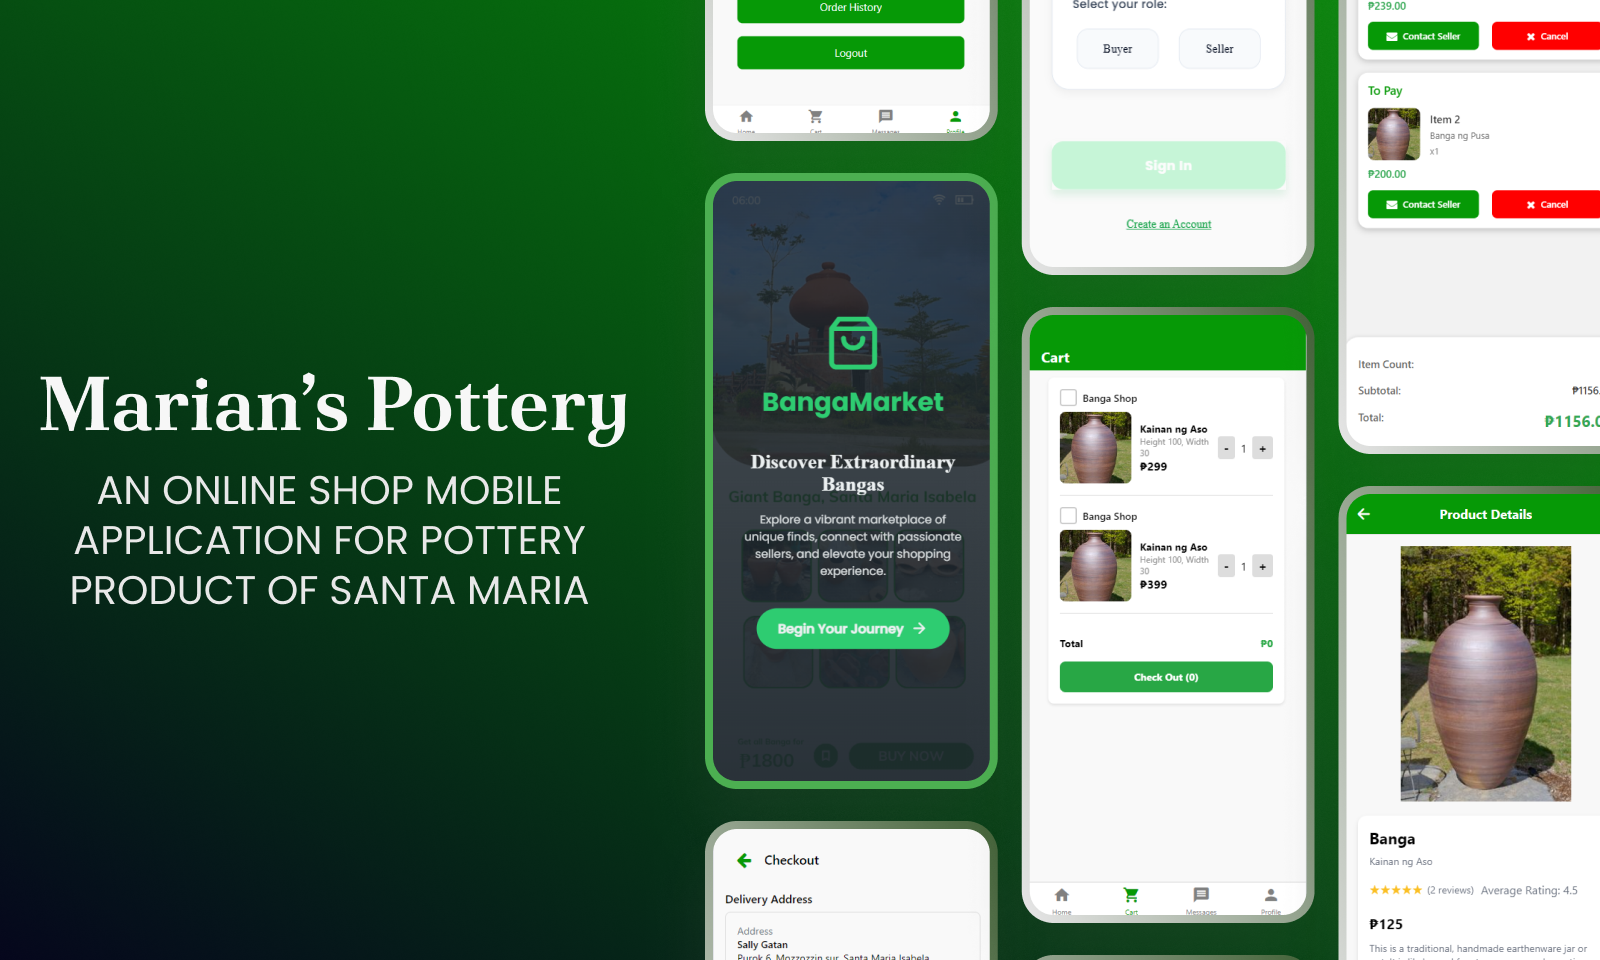 Marian's Pottery
AN ONLINE SHOP MOBILE
APPLICATION FOR POTTERY
PRODUCT OF SANTA MARIA
Order History
Logout
Home
Cart
Messages
Profile
06:00
BangaMarket
Discover Extraordinary
Bangas
Giant Banga, Santa Maria Isabela
Explore a vibrant marketplace of
unique finds, connect with passionate
sellers, and elevate your shopping
experience.
Begin Your Journey
₱1800
BUY NOW
Checkout
Delivery Address
Address
Sally Gatan
Purok 6, Mozzozzin sur, Santa Maria Isabela
Select your role:
Buyer
Seller
Sign In
Create an Account
Cart
Banga Shop
Kainan ng Aso
Height 100, Width
30
₱299
- 1 +
Banga Shop
Kainan ng Aso
Height 100, Width
30
₱399
- 1 +
Total
₱0
Check Out (0)
Home
Cart
Messages
Profile
₱239.00
Contact Seller
Cancel
To Pay
Item 2
Banga ng Pusa
x1
₱200.00
Contact Seller
Cancel
Item Count:
Subtotal:
₱1156.
Total:
₱1156.0
Product Details
Banga
Kainan ng Aso
(2 reviews) Average Rating: 4.5
₱125
This is a traditional, handmade earthenware jar or